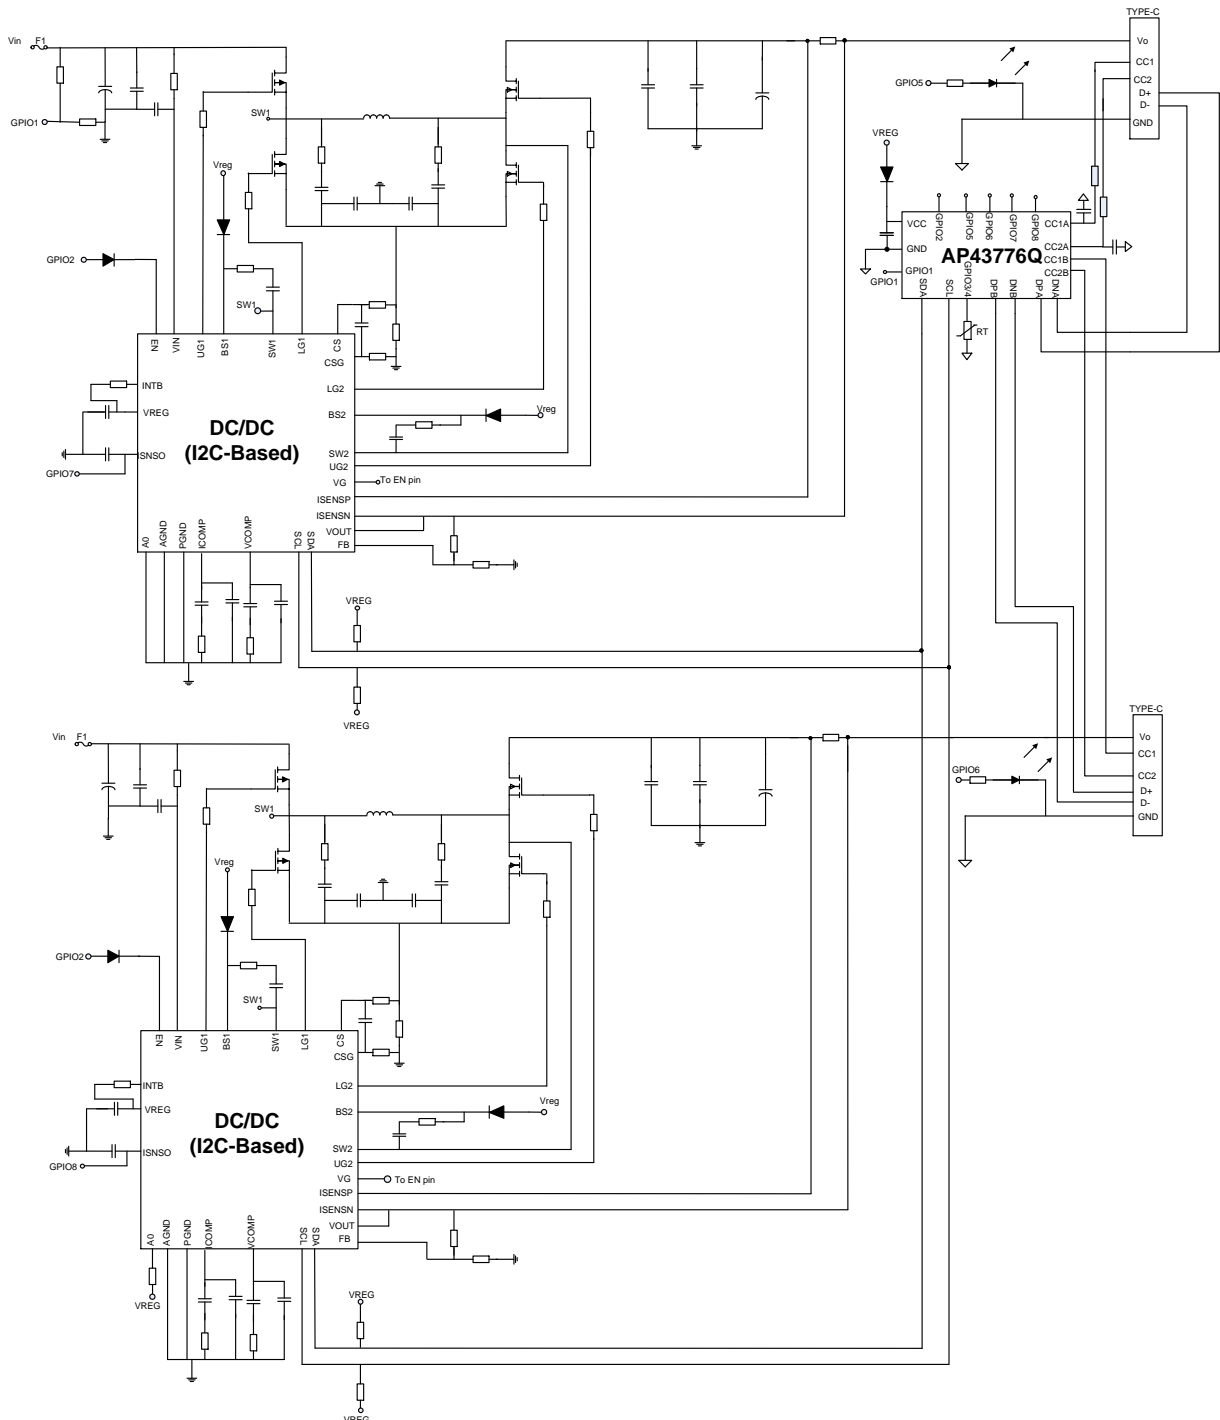 TYPE-C
Vin F1
Vo
CC1
CC2
D+
D-
GND
GPIO5
GPIO1
SW1
VREG
Vreg
GPIO2
GPIO5
GPIO6
GPIO7
GPIO8
VCC
GND
GPIO1
AP43776Q
CC1A
CC2A
CC1B
CC2B
GPIO1
SDA
SCL
GPIO3/4
DPB
DNB
DPA
DNA
RT
GPIO2
SW1
EN
VIN
UG1
BS1
SW1
LG1
CS
CSG
INTB
VREG
ISNSO
GPIO7
DC/DC
(I2C-Based)
LG2
BS2
Vreg
SW2
UG2
VG
To EN pin
ISENSP
ISENSN
VOUT
FB
A0
AGND
PGND
ICOMP
VCOMP
SCL
SDA
VREG
VREG
TYPE-C
Vin F1
Vo
CC1
CC2
D+
D-
GND
GPIO6
SW1
Vreg
GPIO2
SW1
EN
VIN
UG1
BS1
SW1
LG1
CS
CSG
INTB
VREG
ISNSO
GPIO8
DC/DC
(I2C-Based)
LG2
BS2
Vreg
SW2
UG2
VG
To EN pin
ISENSP
ISENSN
VOUT
FB
A0
AGND
PGND
ICOMP
VCOMP
SCL
SDA
VREG
VREG
VREG